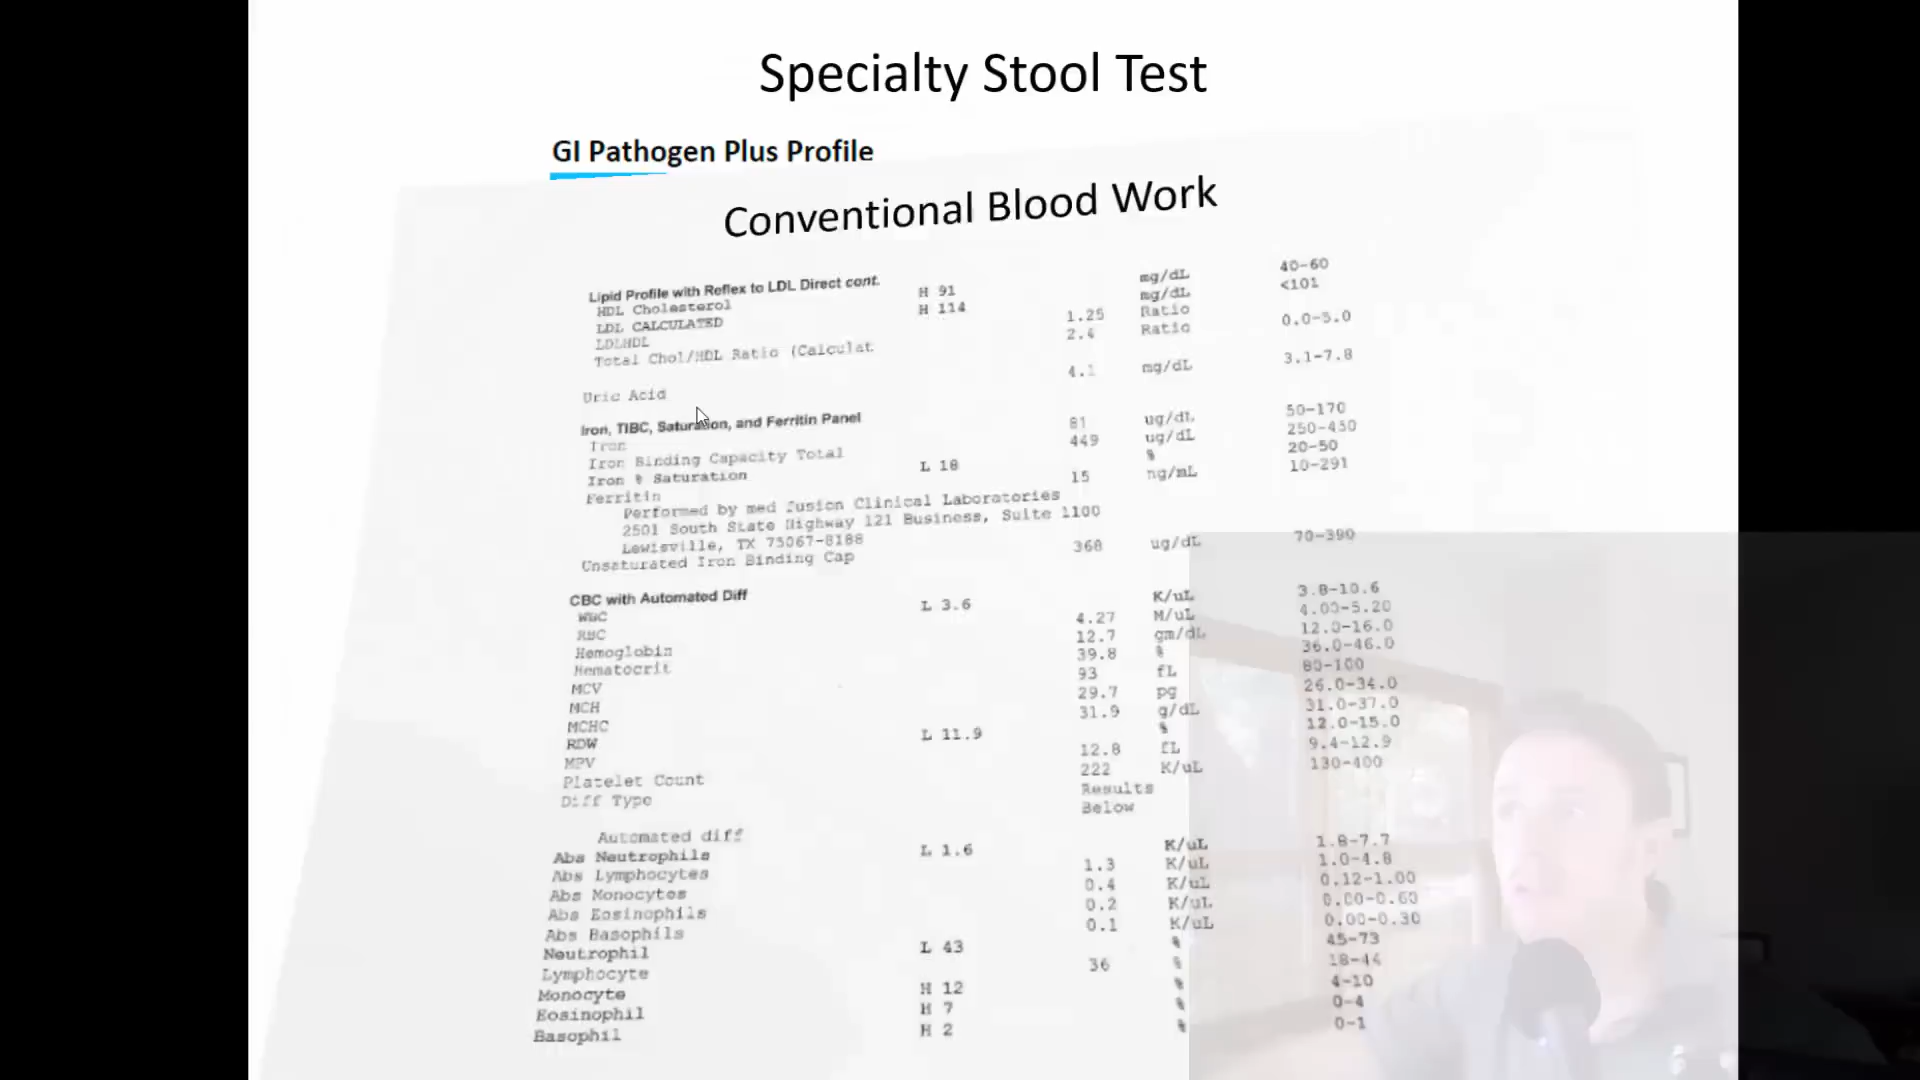 Specialty Stool Test
GI Pathogen Plus Profile
Conventional Blood Work
Lipid Profile with Reflex to LDL Direct cont.
HDL Cholesterol H 91 mg/dL 40-60
LDL CALCULATED H 114 mg/dL <101
LDLHDL 1.25 Ratio
Total Chol/HDL Ratio (Calculat 2.4 Ratio 0.0-5.0
Uric Acid 4.1 mg/dL 3.1-7.8
Iron, TIBC, Saturation, and Ferritin Panel
Iron 81 ug/dL 50-170
Iron Binding Capacity Total 449 ug/dL 250-450
Iron % Saturation L 18 % 20-50
Ferritin 15 ng/mL 10-291
Performed by med fusion Clinical Laboratories
2501 South State Highway 121 Business, Suite 1100
Lewisville, TX 75067-8188
Unsaturated Iron Binding Cap 368 ug/dL 70-390
CBC with Automated Diff
WBC L 3.6 K/uL 3.8-10.6
RBC 4.27 M/uL 4.00-5.20
Hemoglobin 12.7 gm/dL 12.0-16.0
Hematocrit 39.8 % 36.0-46.0
MCV 93 fL 80-100
MCH 29.7 pg 26.0-34.0
MCHC 31.9 g/dL 31.0-37.0
RDW L 11.9 % 12.0-15.0
MPV 12.8 fL 9.4-12.9
Platelet Count 222 K/uL 130-400
Diff Type Results
Below
Automated diff
Abs Neutrophils L 1.6 K/uL 1.8-7.7
Abs Lymphocytes 1.3 K/uL 1.0-4.8
Abs Monocytes 0.4 K/uL 0.12-1.00
Abs Eosinophils 0.2 K/uL 0.00-0.60
Abs Basophils 0.1 K/uL 0.00-0.30
Neutrophil L 43 % 45-73
Lymphocyte 36 % 18-44
Monocyte H 12 % 4-10
Eosinophil H 7 % 0-4
Basophil H 2 % 0-1